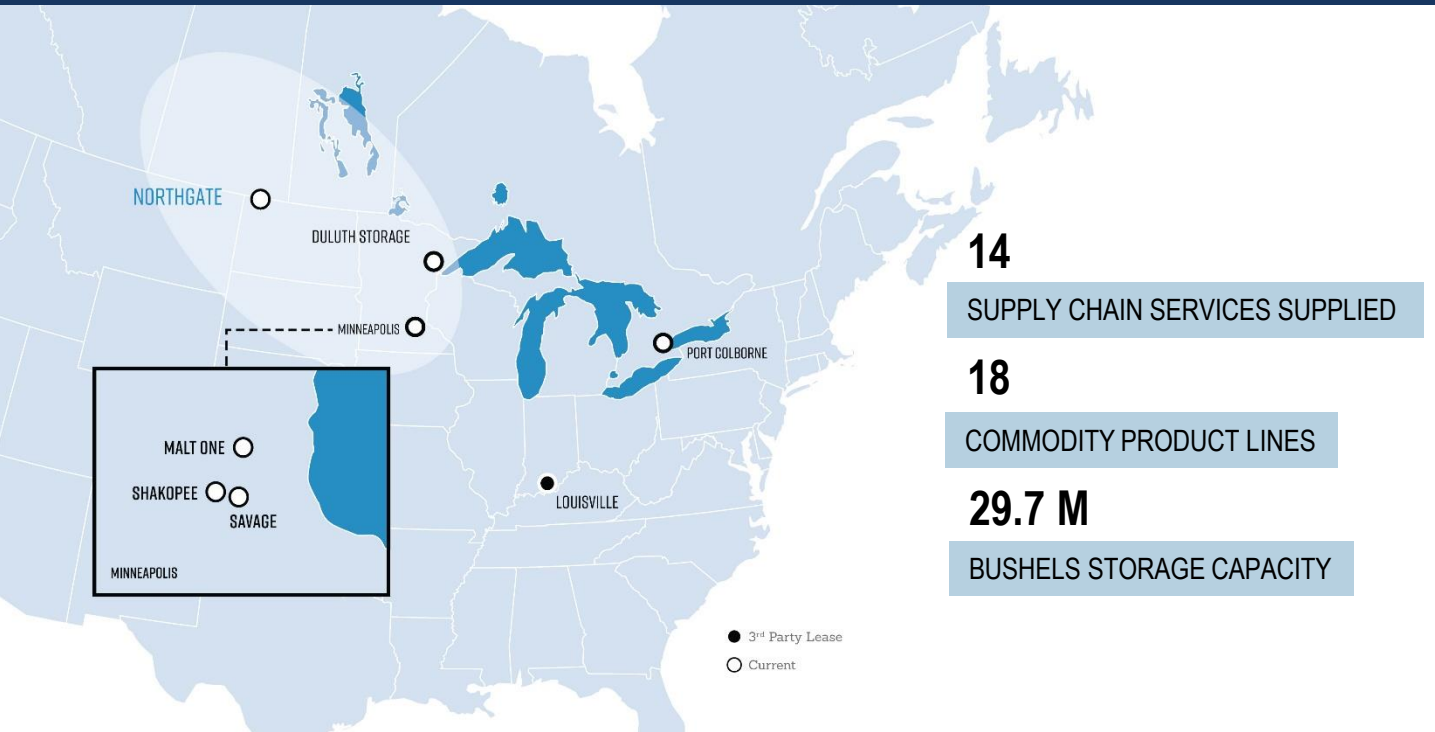 NORTHGATE
DULUTH STORAGE
MINNEAPOLIS
PORT COLBORNE
MALT ONE
SHAKOPEE
SAVAGE
MINNEAPOLIS
LOUISVILLE
3rd Party Lease
Current
14
SUPPLY CHAIN SERVICES SUPPLIED
18
COMMODITY PRODUCT LINES
29.7 M
BUSHELS STORAGE CAPACITY